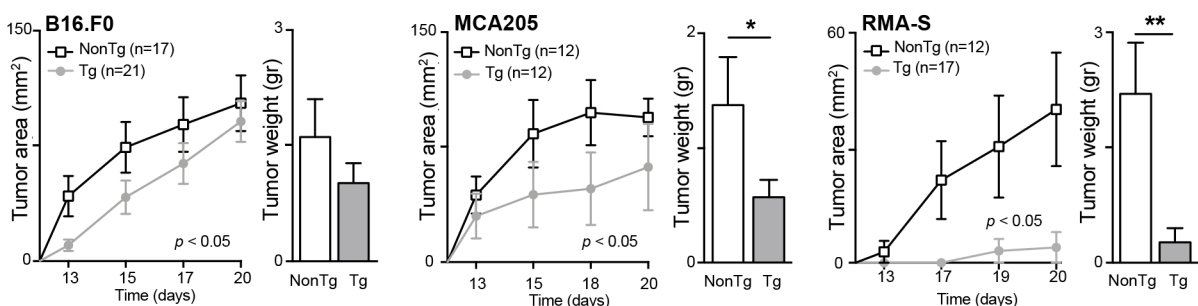 B16.F0
150
Tumor area (mm²)
NonTg (n=17)
Tg (n=21)
p < 0.05
0
13 15 17 20
Time (days)
3
Tumor weight (gr)
0
NonTg Tg
MCA205
150
Tumor area (mm²)
NonTg (n=12)
Tg (n=12)
p < 0.05
0
13 15 18 20
Time (days)
2
Tumor weight (gr)
*
0
NonTg Tg
RMA-S
60
Tumor area (mm²)
NonTg (n=12)
Tg (n=17)
p < 0.05
0
13 17 19 20
Time (days)
3
Tumor weight (gr)
**
0
NonTg Tg